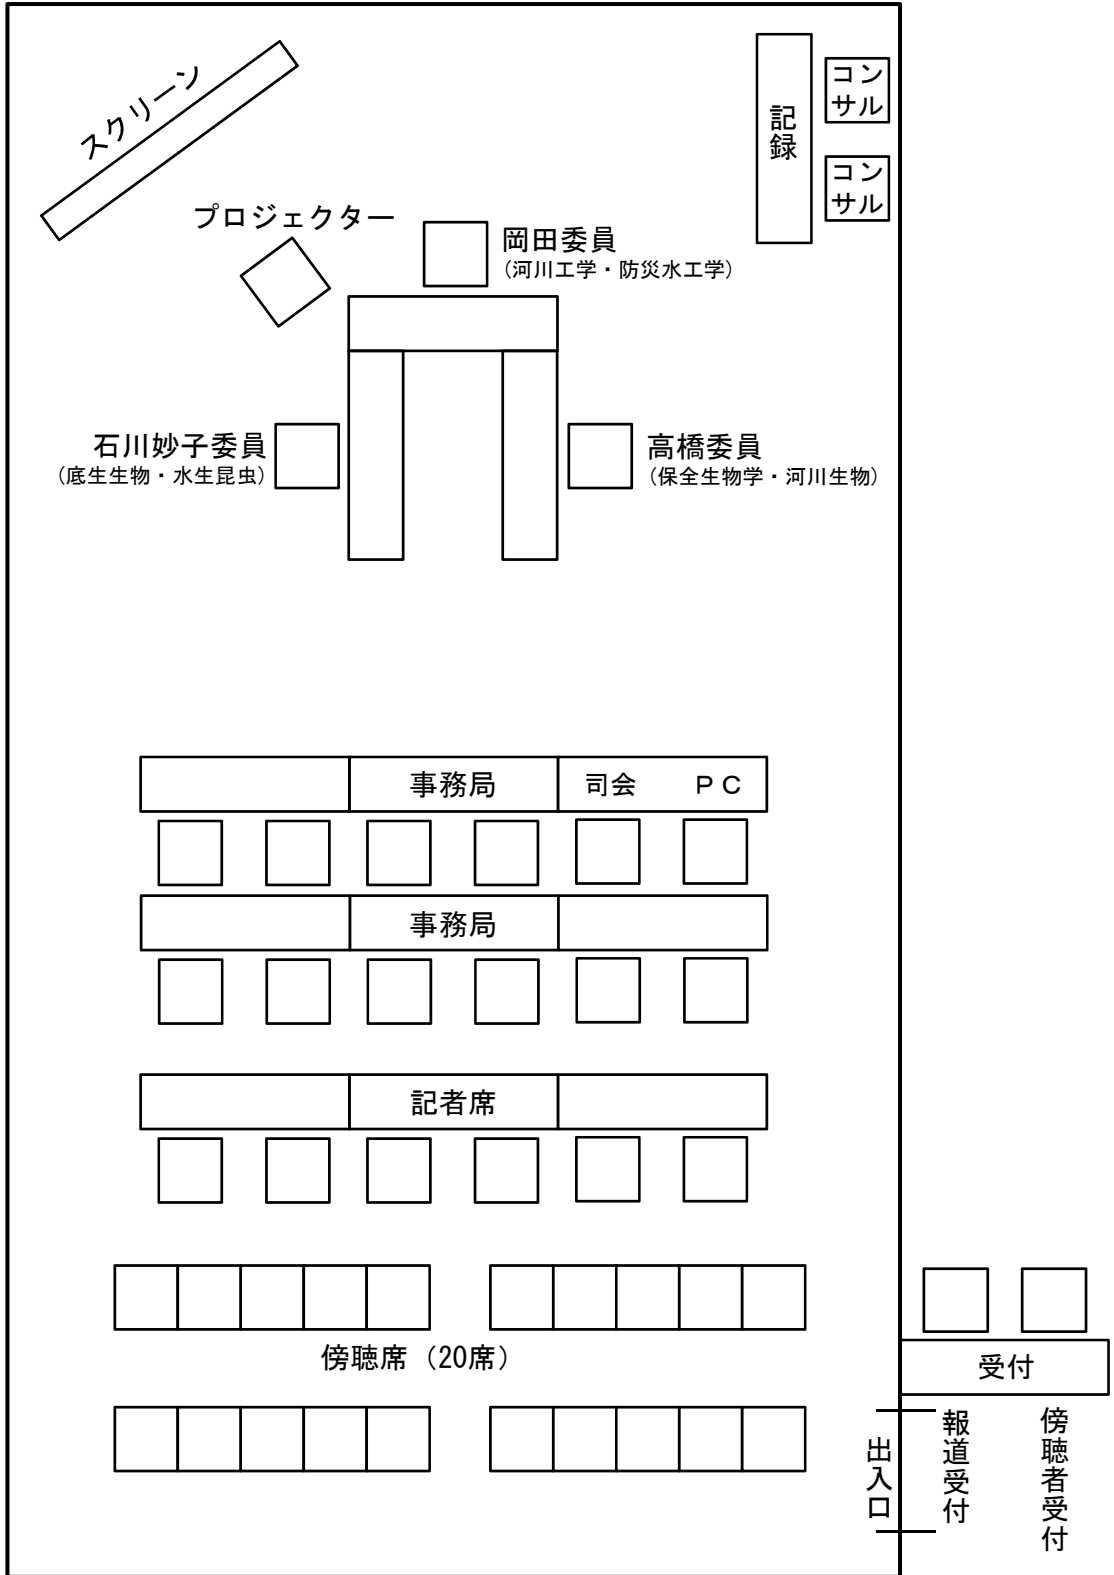 スクリーン
コン
サル
記録
コン
サル
プロジェクター
岡田委員
(河川工学・防災水工学)
石川妙子委員
(底生生物・水生昆虫)
高橋委員
(保全生物学・河川生物)
事務局
司会
ＰＣ
事務局
記者席
傍聴席（20席）
受付
出入口
報道受付
傍聴者受付